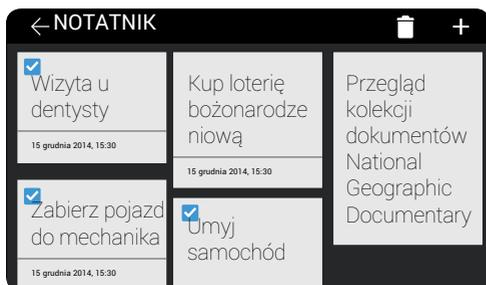 NOTATNIK
Wizyta u
dentysty
15 grudnia 2014, 15:30
Zabierz pojazd
do mechanika
15 grudnia 2014, 15:30
Kup loterię
bożonarodze
niową
15 grudnia 2014, 15:30
Umyj
samochód
Przegląd
kolekcji
dokumentów
National
Geographic
Documentary